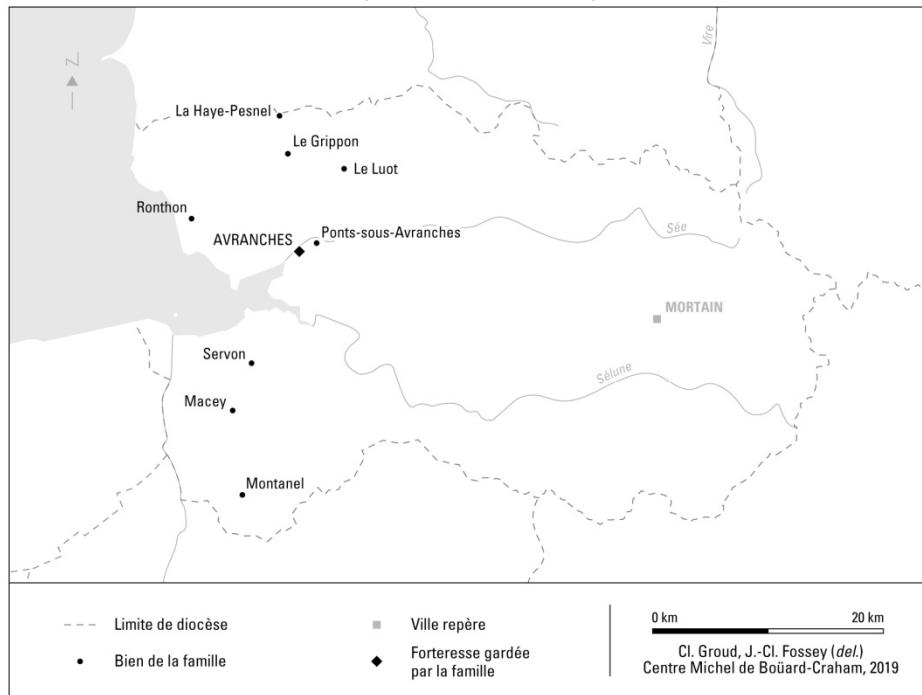 Vire
N
La Haye-Pesnel
Le Grippon
Le Luot
Ronthon
AVRANCHES
Ponts-sous-Avranches
Sée
MORTAIN
Servon
Sélune
Macey
Montanel
Limite de diocèse
Ville repère
0 km 20 km
Bien de la famille
Forteresse gardée
par la famille
Cl. Groud, J.-Cl. Fossey (del.)
Centre Michel de Boüard-Craham, 2019